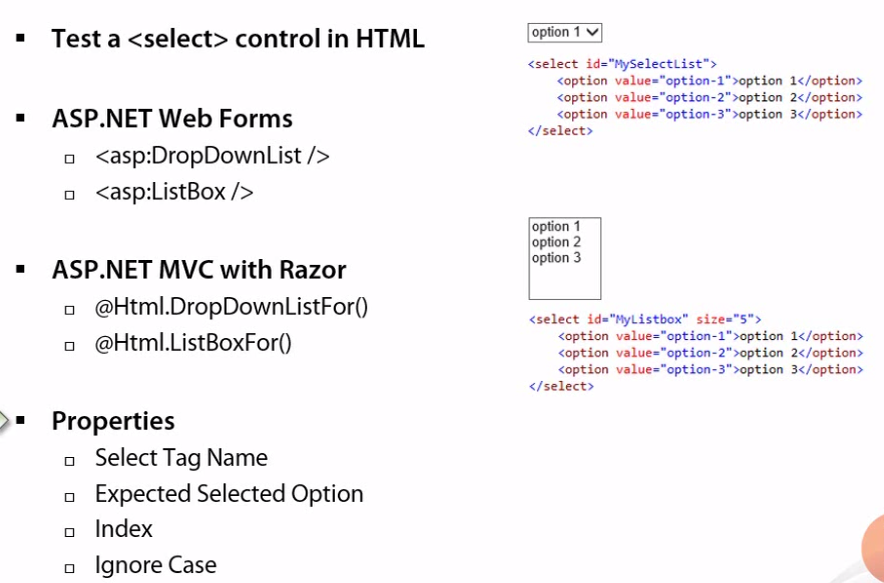 Test a <select> control in HTML
ASP.NET Web Forms
<asp:DropDownList />
<asp:ListBox />
ASP.NET MVC with Razor
@Html.DropDownListFor()
@Html.ListBoxFor()
Properties
Select Tag Name
Expected Selected Option
Index
Ignore Case
option 1
<select id="MySelectList">
<option value="option-1">option 1</option>
<option value="option-2">option 2</option>
<option value="option-3">option 3</option>
</select>
option 1
option 2
option 3
<select id="MyListbox" size="5">
<option value="option-1">option 1</option>
<option value="option-2">option 2</option>
<option value="option-3">option 3</option>
</select>